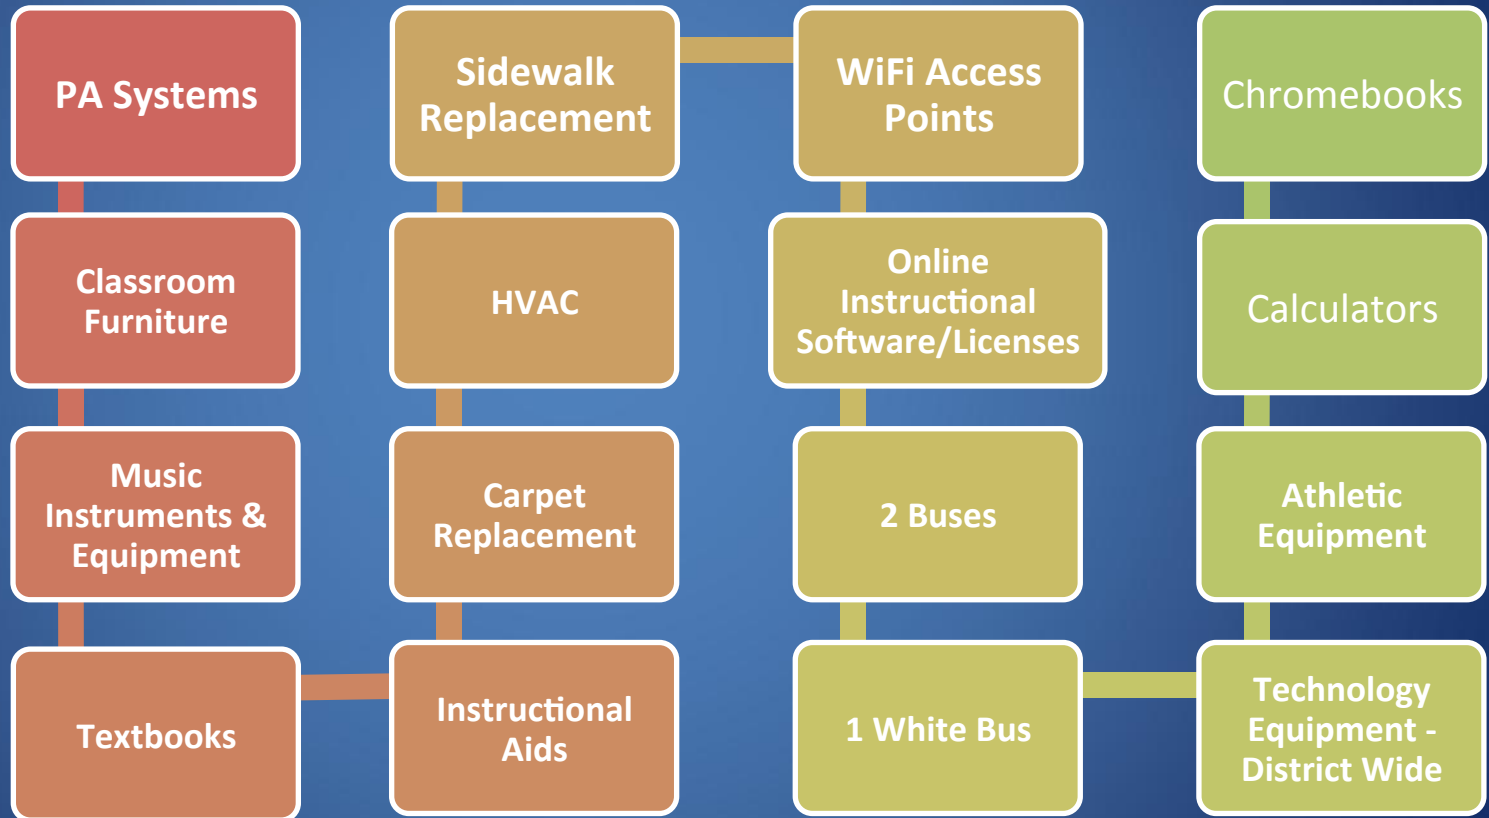 PA Systems
Classroom
Furniture
Music
Instruments &
Equipment
Textbooks
Instructional
Aids
Carpet
Replacement
HVAC
Sidewalk
Replacement
WiFi Access
Points
Online
Instructional
Software/Licenses
2 Buses
1 White Bus
Technology
Equipment -
District Wide
Athletic
Equipment
Calculators
Chromebooks